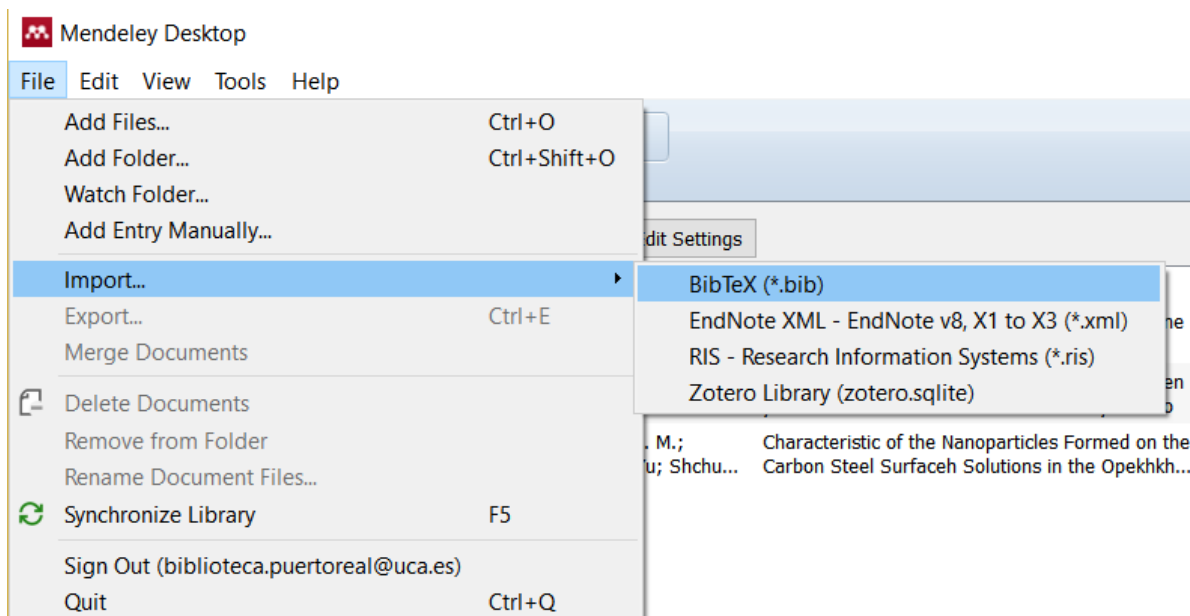 Mendeley Desktop
File Edit View Tools Help
Add Files... Ctrl+O
Add Folder... Ctrl+Shift+O
Watch Folder...
Add Entry Manually...
dit Settings
Import...
BibTeX (*.bib)
Export... Ctrl+E
EndNote XML - EndNote v8, X1 to X3 (*.xml)
Merge Documents
RIS - Research Information Systems (*.ris)
Zotero Library (zotero.sqlite)
Delete Documents
Remove from Folder
. M.; Characteristic of the Nanoparticles Formed on the
'u; Shchu... Carbon Steel Surfaceh Solutions in the Opekhkh...
Rename Document Files...
Synchronize Library F5
Sign Out (biblioteca.puertoreal@uca.es)
Quit Ctrl+Q